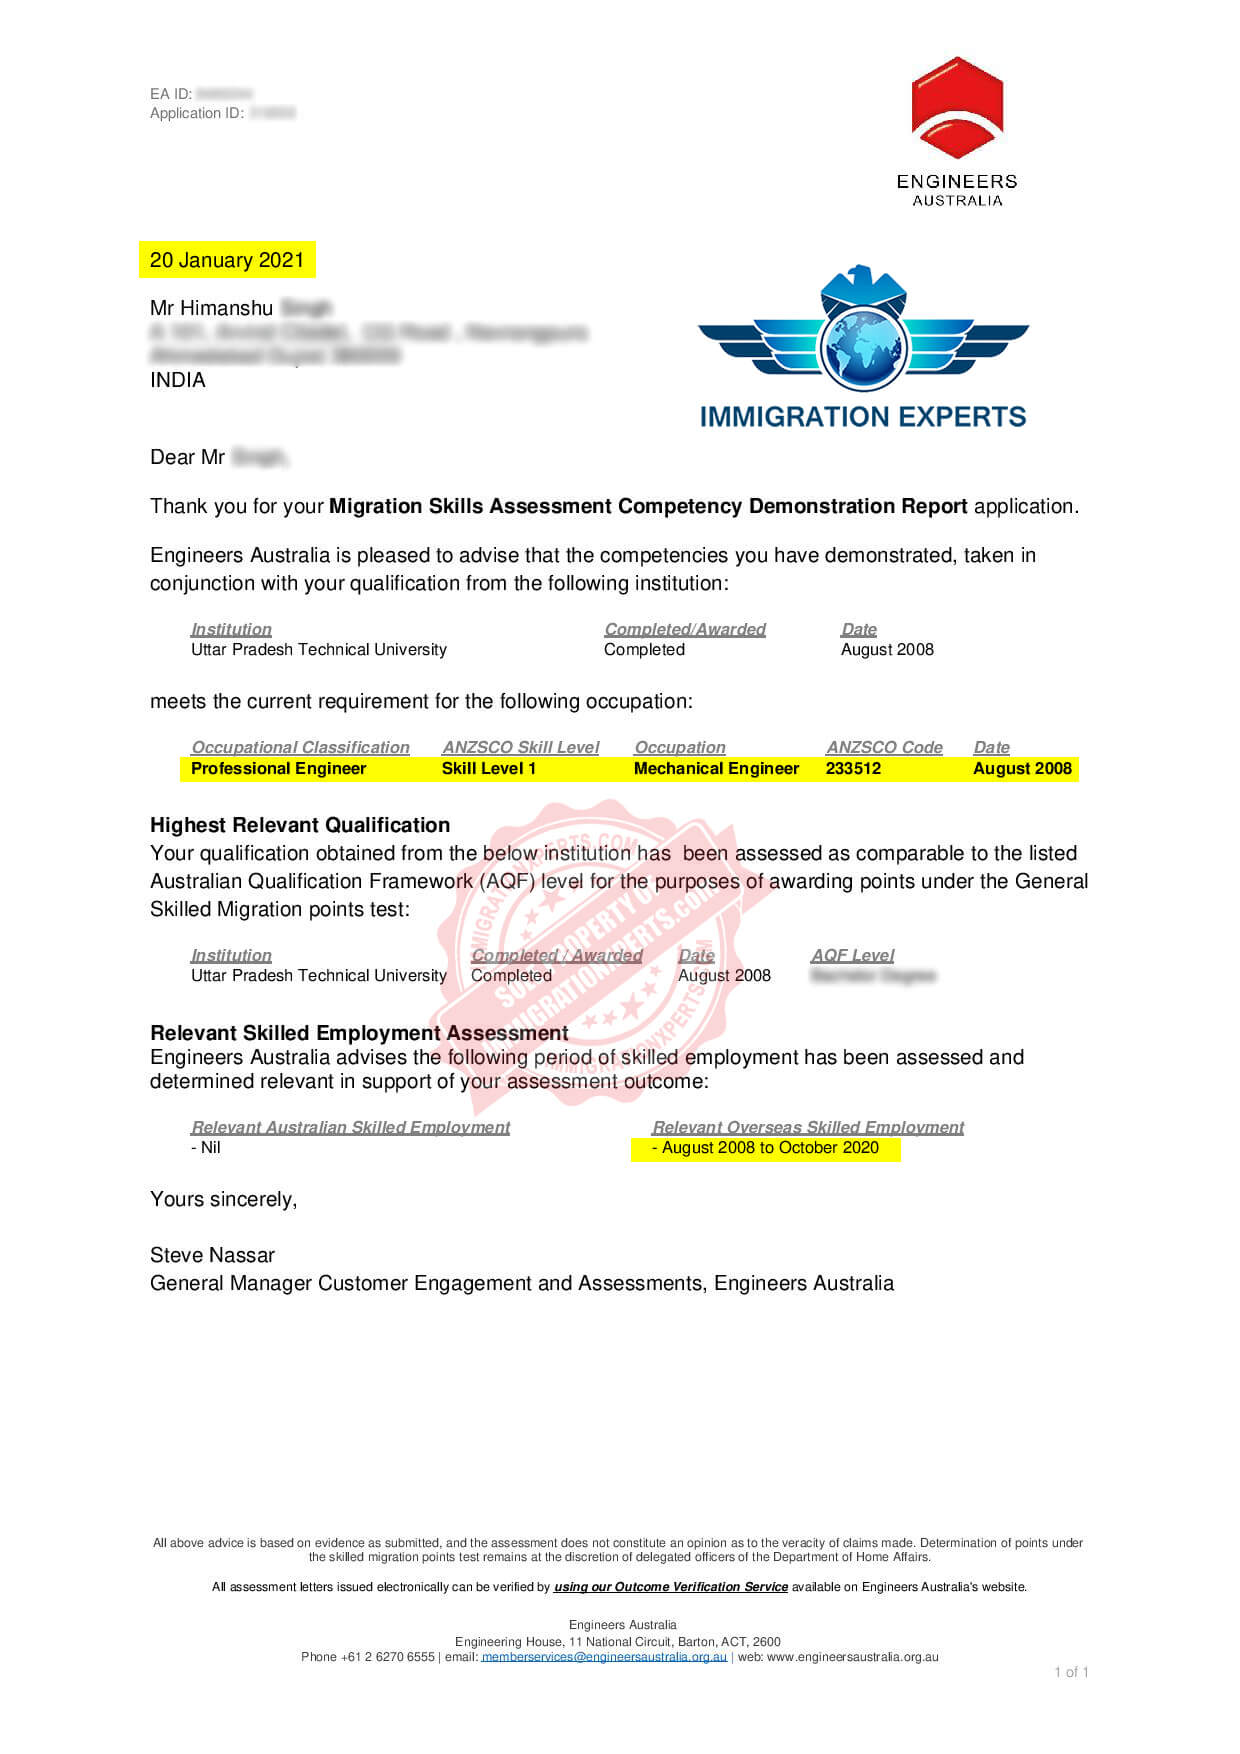 EA ID:
Application ID:
ENGINEERS
AUSTRALIA
20 January 2021
Mr Himanshu
INDIA
IMMIGRATION EXPERTS
Dear Mr
Thank you for your Migration Skills Assessment Competency Demonstration Report application.
Engineers Australia is pleased to advise that the competencies you have demonstrated, taken in
conjunction with your qualification from the following institution:
Institution Completed/Awarded Date
Uttar Pradesh Technical University Completed August 2008
meets the current requirement for the following occupation:
Occupational Classification ANZSCO Skill Level Occupation ANZSCO Code Date
Professional Engineer Skill Level 1 Mechanical Engineer 233512 August 2008
Highest Relevant Qualification
Your qualification obtained from the below institution has been assessed as comparable to the listed
Australian Qualification Framework (AQF) level for the purposes of awarding points under the General
Skilled Migration points test:
Institution Completed / Awarded Date AQF Level
Uttar Pradesh Technical University Completed August 2008
IMMIGRATIONXPERTS.COM
SOLE PROPERTY OF
IMMIGRATIONXPERTS.COM
IMMIGRATIONXPERTS.COM
Relevant Skilled Employment Assessment
Engineers Australia advises the following period of skilled employment has been assessed and
determined relevant in support of your assessment outcome:
Relevant Australian Skilled Employment Relevant Overseas Skilled Employment
- Nil - August 2008 to October 2020
Yours sincerely,
Steve Nassar
General Manager Customer Engagement and Assessments, Engineers Australia
All above advice is based on evidence as submitted, and the assessment does not constitute an opinion as to the veracity of claims made. Determination of points under
the skilled migration points test remains at the discretion of delegated officers of the Department of Home Affairs.
All assessment letters issued electronically can be verified by using our Outcome Verification Service available on Engineers Australia's website.
Engineers Australia
Engineering House, 11 National Circuit, Barton, ACT, 2600
Phone +61 2 6270 6555 | email: memberservices@engineersaustralia.org.au | web: www.engineersaustralia.org.au
1 of 1